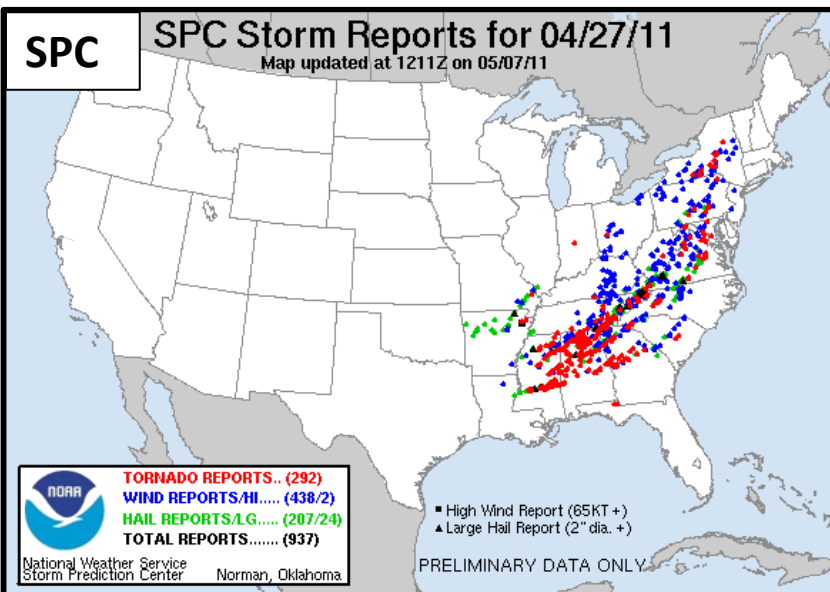 SPC
SPC Storm Reports for 04/27/11
Map updated at 1211Z on 05/07/11
NOAA
TORNADO REPORTS.. (292)
WIND REPORTS/HI..... (438/2)
HAIL REPORTS/LG..... (207/24)
TOTAL REPORTS....... (937)
National Weather Service
Storm Prediction Center Norman, Oklahoma
■ High Wind Report (65KT +)
▲ Large Hail Report (2" dia. +)
PRELIMINARY DATA ONLY